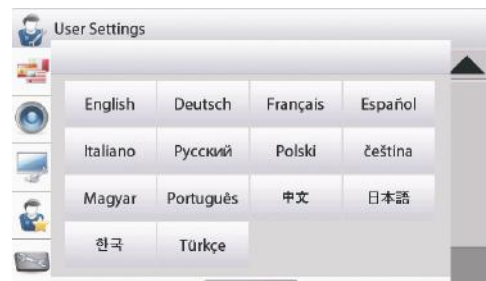 User Settings
English Deutsch Français Español
Italiano Русский Polski čeština
Magyar Português 中文 日本語
한국 Türkçe